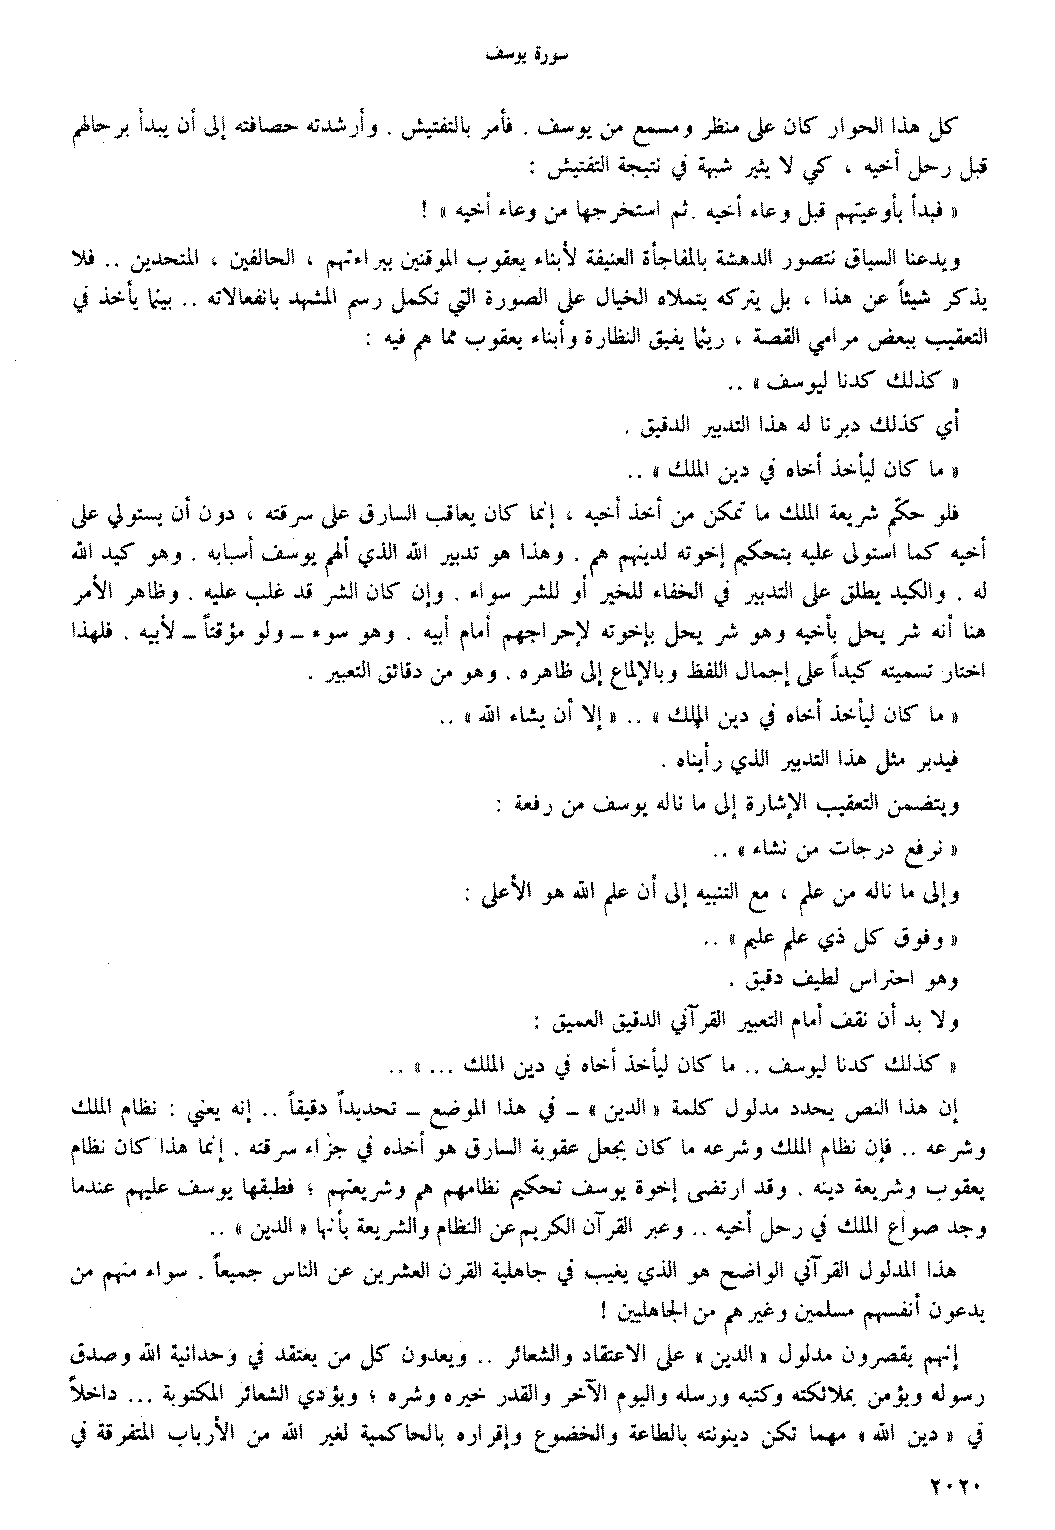 سورة يوسف
كل هذا الحوار كان على منظر ومسمع من يوسف . فأمر بالتفتيش . وأرشدته حصافته إلى أن يبدأ برحالهم
قبل رحل أخيه ، كي لا يثير شبهة في نتيجة التفتيش :
« فبدأ بأوعيتهم قبل وعاء أخيه .ثم استخرجها من وعاء أخيه » !
ويدعنا السياق نتصور الدهشة بالمفاجأة العنيفة لأبناء يعقوب الموقنين ببراءتهم ، الحالفين ، المتحدين .. فلا
يذكر شيئاً عن هذا ، بل يتركه يتملاه الخيال على الصورة التي تكمل رسم المشهد بانفعالاته .. بينما يأخذ في
التعقيب ببعض مرامي القصة ، ريثما يفيق النظارة وأبناء يعقوب مما هم فيه :
« كذلك كدنا ليوسف » ..
أي كذلك دبرنا له هذا التدبير الدقيق .
« ما كان ليأخذ أخاه في دين الملك » ..
فلو حكّم شريعة الملك ما تمكن من أخذ أخيه ، إنما كان يعاقب السارق على سرقته ، دون أن يستولي على
أخيه كما استولى عليه بتحكيم إخوته لدينهم هم . وهذا هو تدبير الله الذي ألهم يوسف أسبابه . وهو كيد الله
له . والكيد يطلق على التدبير في الخفاء للخير أو للشر سواء . وإن كان الشر قد غلب عليه . وظاهر الأمر
هنا أنه شر يحل بأخيه وهو شر يحل بإخوته لإحراجهم أمام أبيه . وهو سوء – ولو مؤقتاً – لأبيه . فلهذا
اختار تسميته كيداً على إجمال اللفظ وبالإلماع إلى ظاهره . وهو من دقائق التعبير .
« ما كان ليأخذ أخاه في دين الملك » .. « إلا أن يشاء الله » ..
فيدبر مثل هذا التدبير الذي رأيناه .
ويتضمن التعقيب الإشارة إلى ما ناله يوسف من رفعة :
« نرفع درجات من نشاء » ..
وإلى ما ناله من علم ، مع التنبيه إلى أن علم الله هو الأعلى :
« وفوق كل ذي علم عليم » ..
وهو احتراس لطيف دقيق .
ولا بد أن نقف أمام التعبير القرآني الدقيق العميق :
« كذلك كدنا ليوسف .. ما كان ليأخذ أخاه في دين الملك ... » ..
إن هذا النص يحدد مدلول كلمة « الدين » – في هذا الموضع – تحديداً دقيقاً .. إنه يعني : نظام الملك
وشرعه .. فإن نظام الملك وشرعه ما كان يجعل عقوبة السارق هو أخذه في جزاء سرقته . إنما هذا كان نظام
يعقوب وشريعة دينه . وقد ارتضى إخوة يوسف تحكيم نظامهم هم وشريعتهم ؛ فطبقها يوسف عليهم عندما
وجد صواع الملك في رحل أخيه .. وعبر القرآن الكريم عن النظام والشريعة بأنها « الدين » ..
هذا المدلول القرآني الواضح هو الذي يغيب في جاهلية القرن العشرين عن الناس جميعاً . سواء منهم من
يدعون أنفسهم مسلمين وغيرهم من الجاهليين !
إنهم يقصرون مدلول « الدين » على الاعتقاد والشعائر .. ويعدون كل من يعتقد في وحدانية الله وصدق
رسوله ويؤمن بملائكته وكتبه ورسله واليوم الآخر والقدر خيره وشره ؛ ويؤدي الشعائر المكتوبة ... داخلاً
في « دين الله » مهما تكن دينونته بالطاعة والخضوع وإقراره بالحاكمية لغير الله من الأرباب المتفرقة في
٢٠٢٠